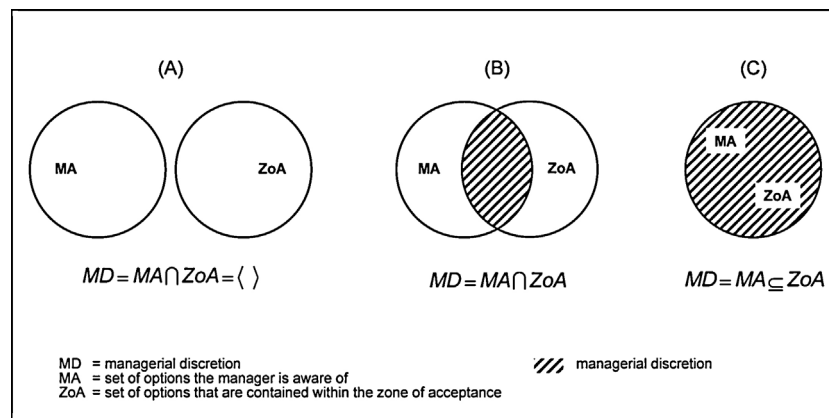 (A)
(B)
(C)
MA
ZoA
MA
ZoA
MA
ZoA
MD = MA⋂ZoA = ⟨ ⟩
MD = MA⋂ZoA
MD = MA ⊆ ZoA
MD = managerial discretion
MA = set of options the manager is aware of
ZoA = set of options that are contained within the zone of acceptance
managerial discretion